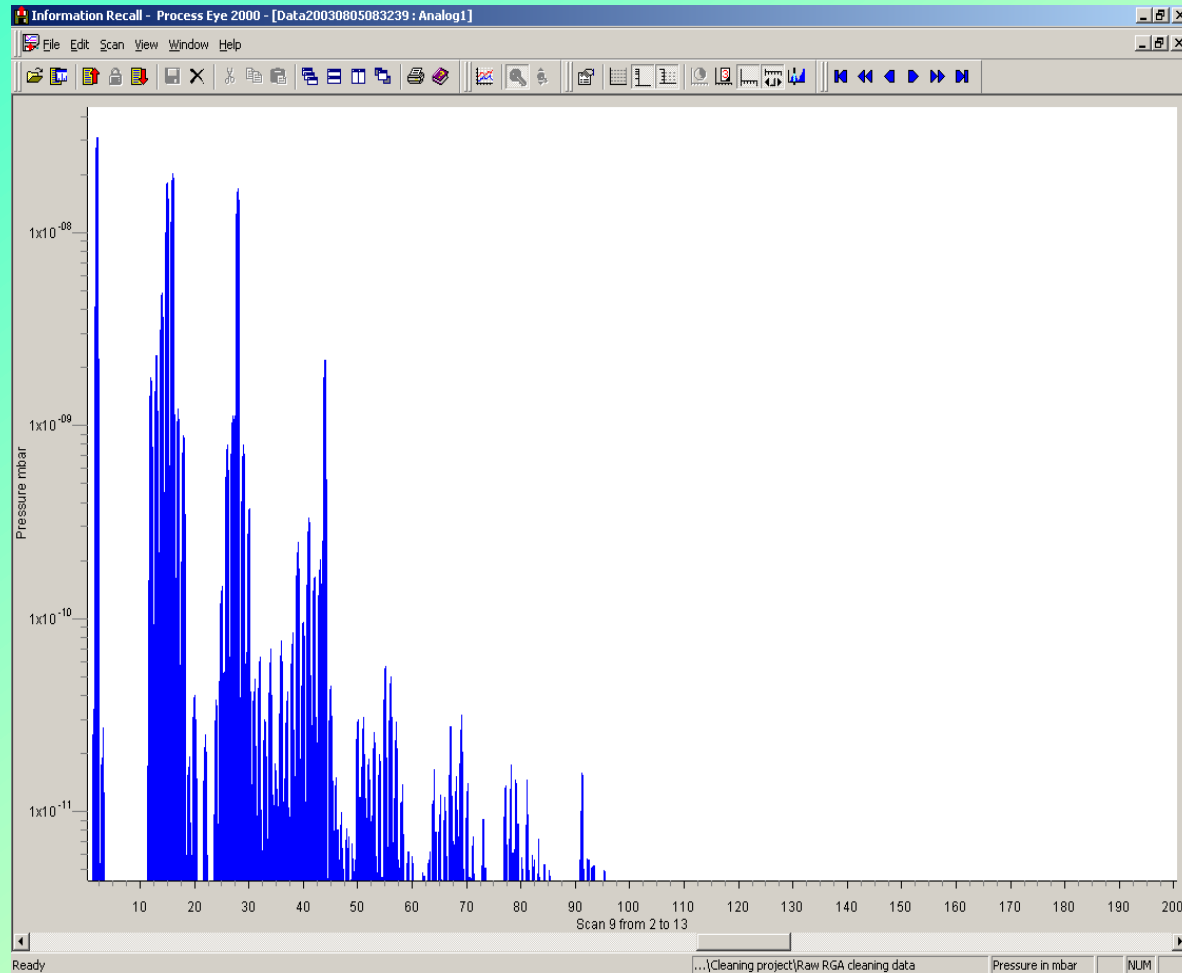 Information Recall - Process Eye 2000 - [Data20030805083239 : Analog1]
File Edit Scan View Window Help
1x10-08
1x10-09
1x10-10
1x10-11
Pressure mbar
10 20 30 40 50 60 70 80 90 100 110 120 130 140 150 160 170 180 190 200
Scan 9 from 2 to 13
Ready ...\Cleaning project\Raw RGA cleaning data Pressure in mbar NUM